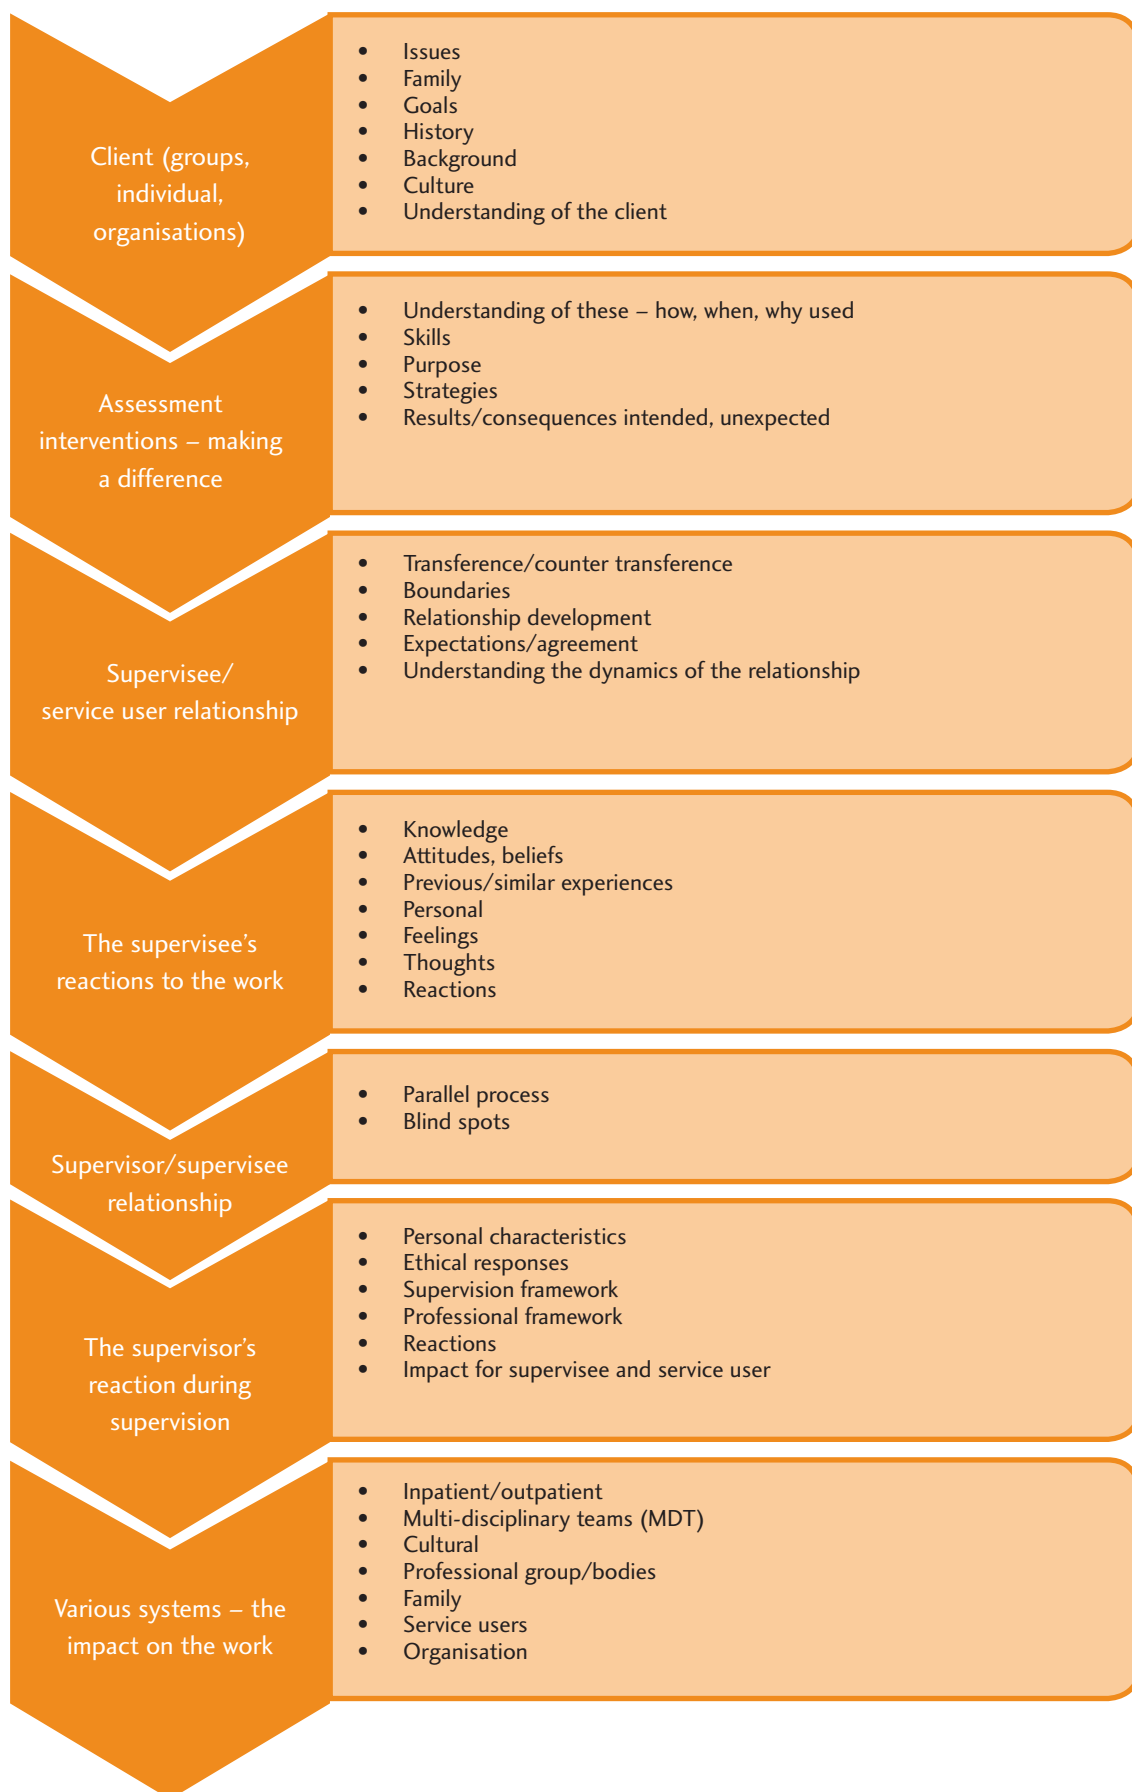 Client (groups,
individual,
organisations)
• Issues
• Family
• Goals
• History
• Background
• Culture
• Understanding of the client
Assessment
interventions – making
a difference
• Understanding of these – how, when, why used
• Skills
• Purpose
• Strategies
• Results/consequences intended, unexpected
Supervisee/
service user relationship
• Transference/counter transference
• Boundaries
• Relationship development
• Expectations/agreement
• Understanding the dynamics of the relationship
The supervisee’s
reactions to the work
• Knowledge
• Attitudes, beliefs
• Previous/similar experiences
• Personal
• Feelings
• Thoughts
• Reactions
Supervisor/supervisee
relationship
• Parallel process
• Blind spots
The supervisor’s
reaction during
supervision
• Personal characteristics
• Ethical responses
• Supervision framework
• Professional framework
• Reactions
• Impact for supervisee and service user
Various systems – the
impact on the work
• Inpatient/outpatient
• Multi-disciplinary teams (MDT)
• Cultural
• Professional group/bodies
• Family
• Service users
• Organisation